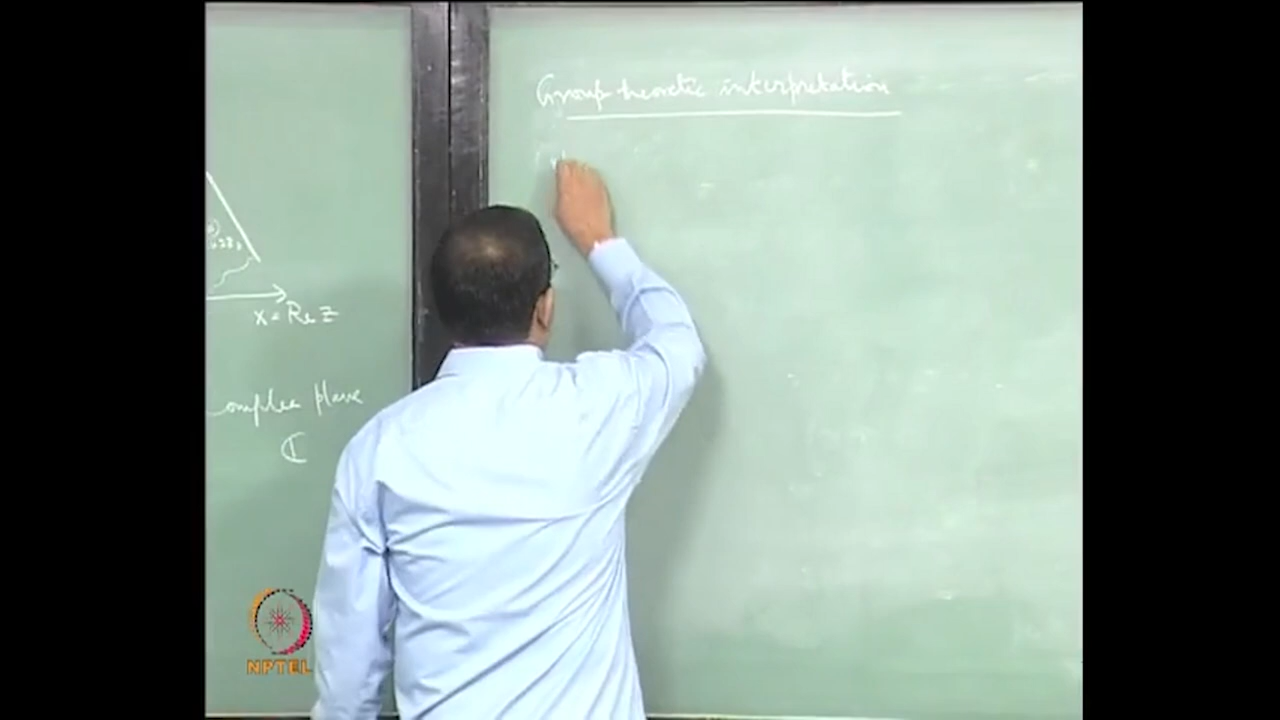 x = Re z
complex plane
ℂ
Group theoretic interpretation
NPTEL